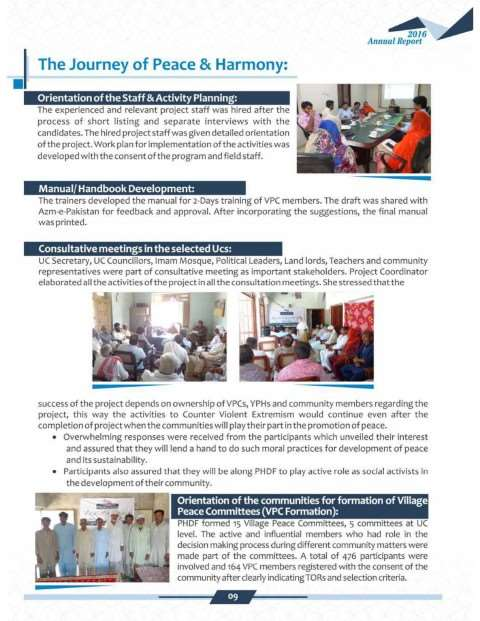 2016
Annual Report
The Journey of Peace & Harmony:
Orientation of the Staff & Activity Planning:
The experienced and relevant project staff was hired after the
process of short listing and separate interviews with the
candidates. The hired project staff was given detailed orientation
of the project. Work plan for implementation of the activities was
developed with the consent of the program and field staff.
Manual/ Handbook Development:
The trainers developed the manual for 2-Days training of VPC members. The draft was shared with
Azm-e-Pakistan for feedback and approval. After incorporating the suggestions, the final manual
was printed.
Consultative meetings in the selected Ucs:
UC Secretary, UC Councillors, Imam Mosque, Political Leaders, Land lords, Teachers and community
representatives were part of consultative meeting as important stakeholders. Project Coordinator
elaborated all the activities of the project in all the consultation meetings. She stressed that the
success of the project depends on ownership of VPCs, YPHs and community members regarding the
project, this way the activities to Counter Violent Extremism would continue even after the
completion of project when the communities will play their part in the promotion of peace.
• Overwhelming responses were received from the participants which unveiled their interest
and assured that they will lend a hand to do such moral practices for development of peace
and its sustainability.
• Participants also assured that they will be along PHDF to play active role as social activists in
the development of their community.
Orientation of the communities for formation of Village
Peace Committees (VPC Formation):
PHDF formed 15 Village Peace Committees, 5 committees at UC
level. The active and influential members who had role in the
decision making process during different community matters were
made part of the committees. A total of 476 participants were
involved and 164 VPC members registered with the consent of the
community after clearly indicating TORs and selection criteria.
09